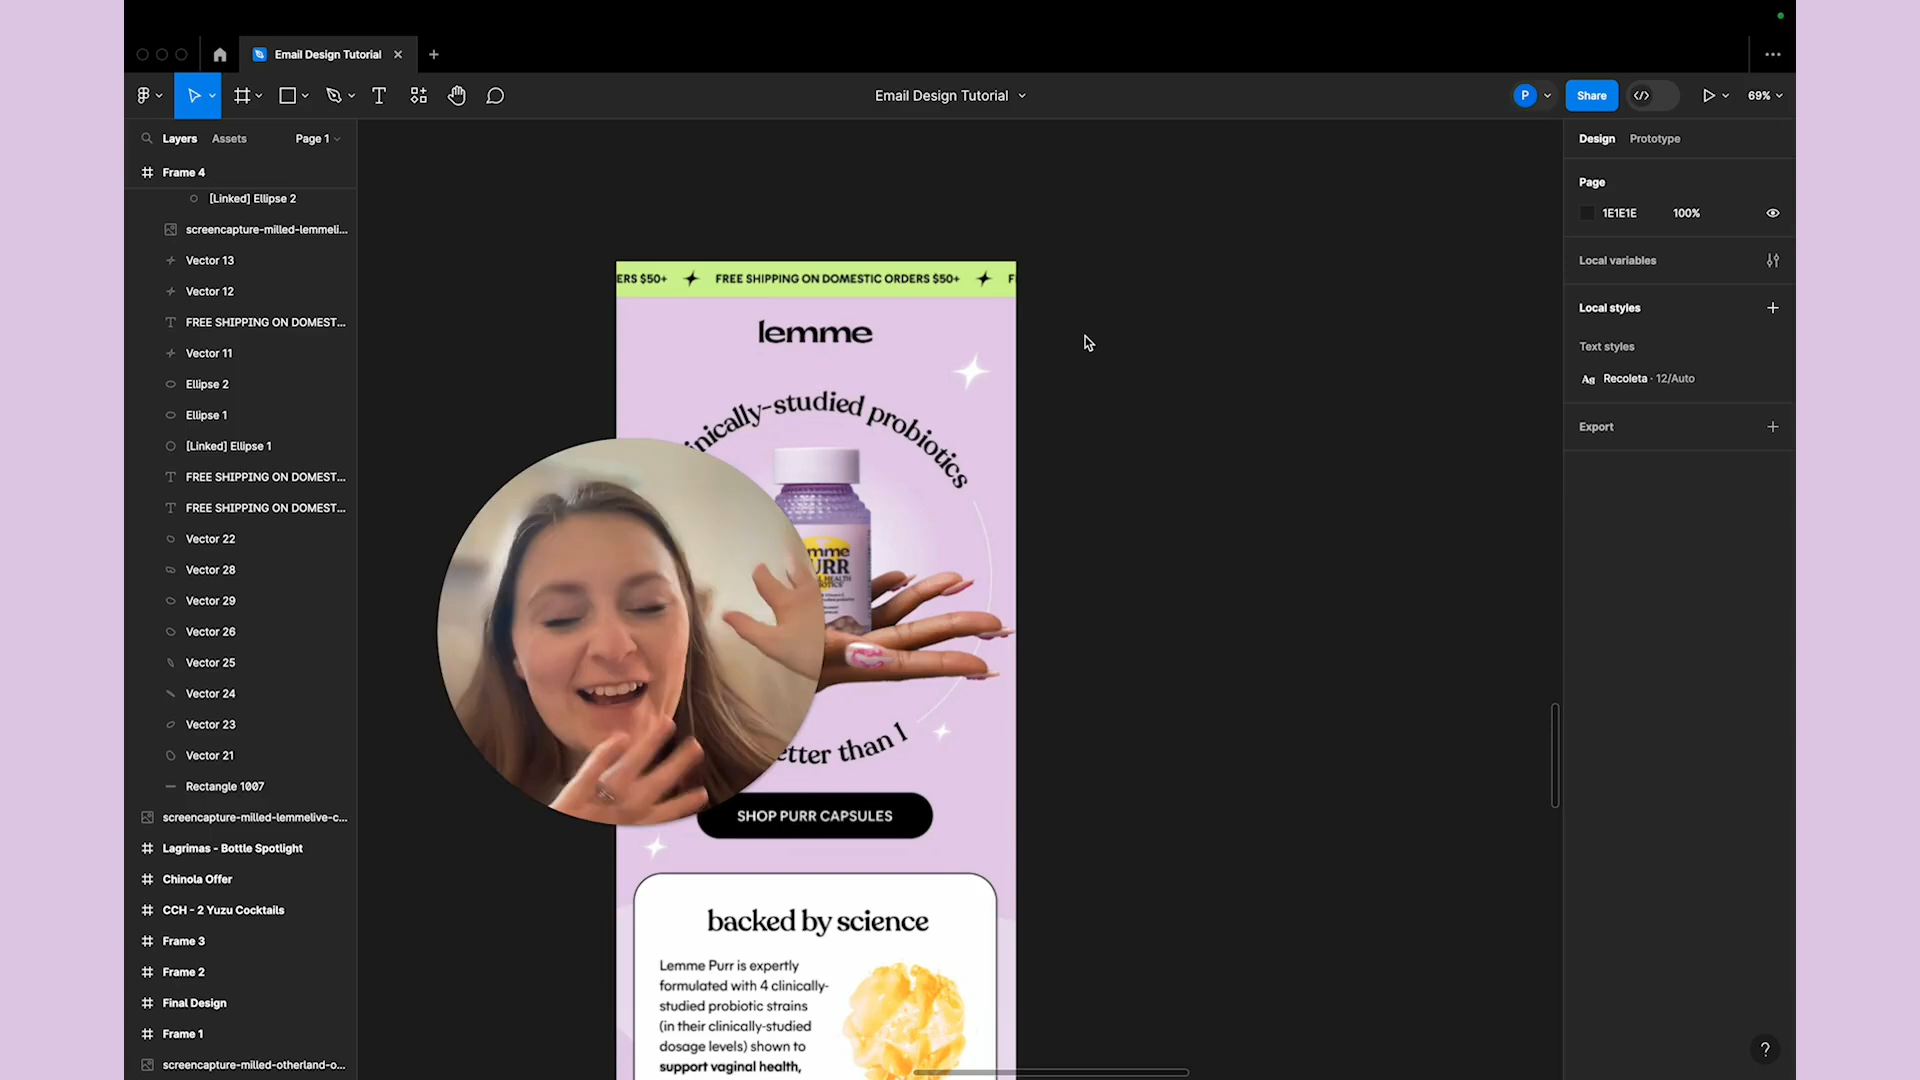 Email Design Tutorial
Email Design Tutorial
P
Share
69%
Layers
Assets
Page 1
Frame 4
[Linked] Ellipse 2
screencapture-milled-lemmeli...
Vector 13
Vector 12
FREE SHIPPING ON DOMEST...
Vector 11
Ellipse 2
Ellipse 1
[Linked] Ellipse 1
FREE SHIPPING ON DOMEST...
FREE SHIPPING ON DOMEST...
Vector 22
Vector 28
Vector 29
Vector 26
Vector 25
Vector 24
Vector 23
Vector 21
Rectangle 1007
screencapture-milled-lemmelive-c...
Lagrimas - Bottle Spotlight
Chinola Offer
CCH - 2 Yuzu Cocktails
Frame 3
Frame 2
Final Design
Frame 1
screencapture-milled-otherland-o...
ERS $50+ FREE SHIPPING ON DOMESTIC ORDERS $50+ F
lemme
inically-studied probiotics
mme
URR
etter than 1
SHOP PURR CAPSULES
backed by science
Lemme Purr is expertly
formulated with 4 clinically-
studied probiotic strains
(in their clinically-studied
dosage levels) shown to
support vaginal health,
Design
Prototype
Page
1E1E1E
100%
Local variables
Local styles
Text styles
Ag Recoleta · 12/Auto
Export
?